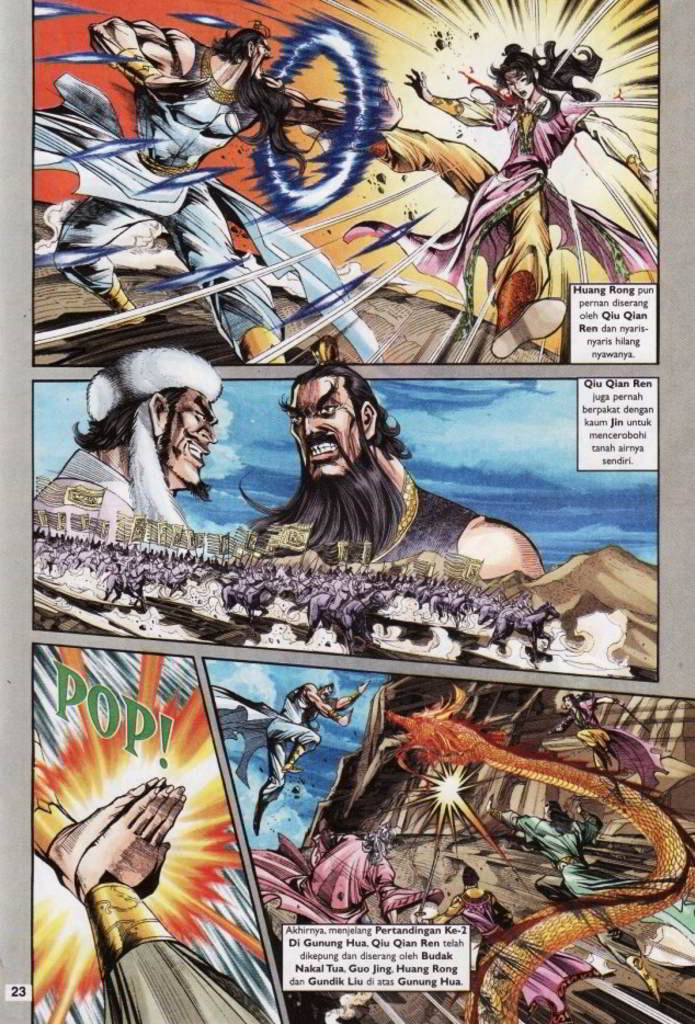 Huang Rong pun
pernan diserang
oleh Qiu Qian
Ren dan nyaris-
nyaris hilang
nyawanya.
Qiu Qian Ren
juga pernah
berpakat dengan
kaum Jin untuk
mencerobohi
tanah airnya
sendiri.
POP!
Akhirnya, menjelang Pertandingan Ke-2
Di Gunung Hua, Qiu Qian Ren telah
dikepung dan diserang oleh Budak
Nakal Tua, Guo Jing, Huang Rong
dan Gundik Liu di atas Gunung Hua.
23